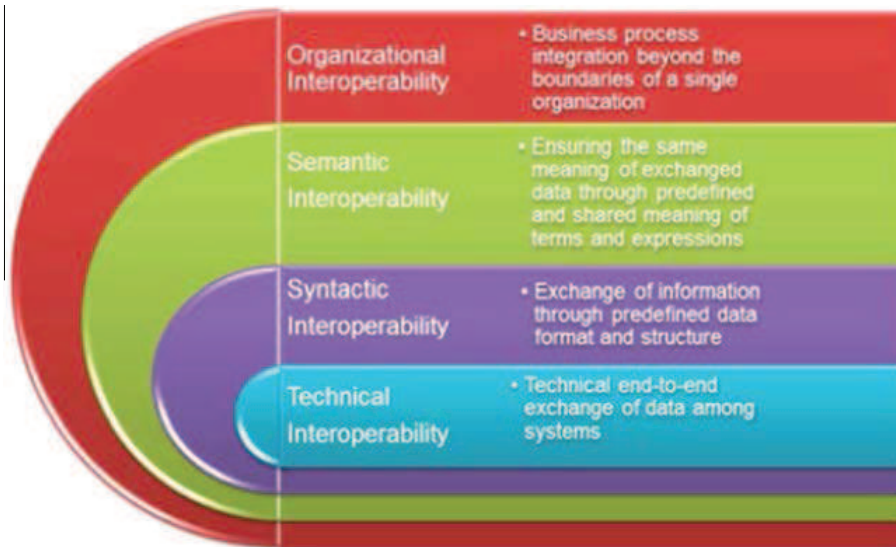 Organizational
Interoperability
• Business process
integration beyond the
boundaries of a single
organization
Semantic
Interoperability
• Ensuring the same
meaning of exchanged
data through predefined
and shared meaning of
terms and expressions
Syntactic
Interoperability
• Exchange of information
through predefined data
format and structure
Technical
Interoperability
• Technical end-to-end
exchange of data among
systems